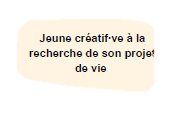 Jeune créatif·ve à la
recherche de son projet
de vie